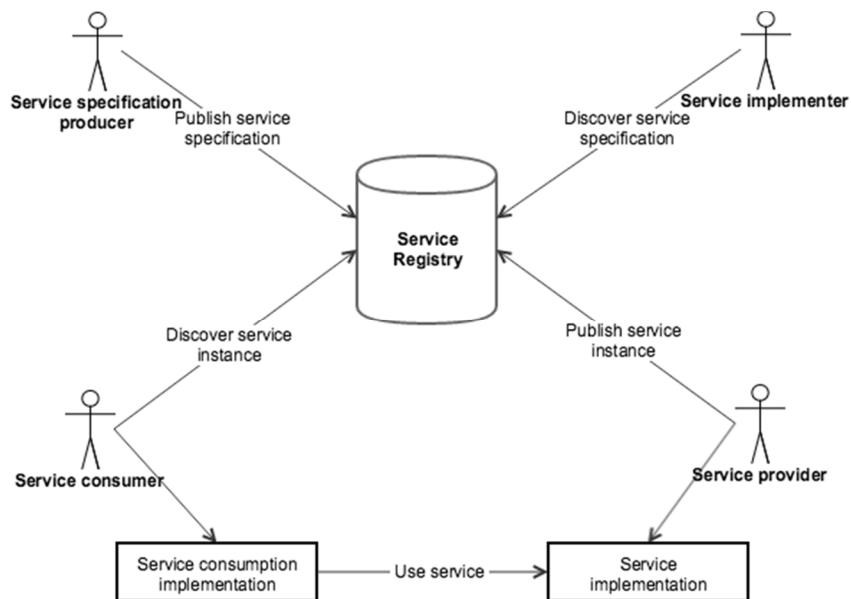 Service specification
producer
Publish service
specification
Service implementer
Discover service
specification
Service
Registry
Discover service
instance
Publish service
instance
Service consumer
Service provider
Service consumption
implementation
Use service
Service
implementation